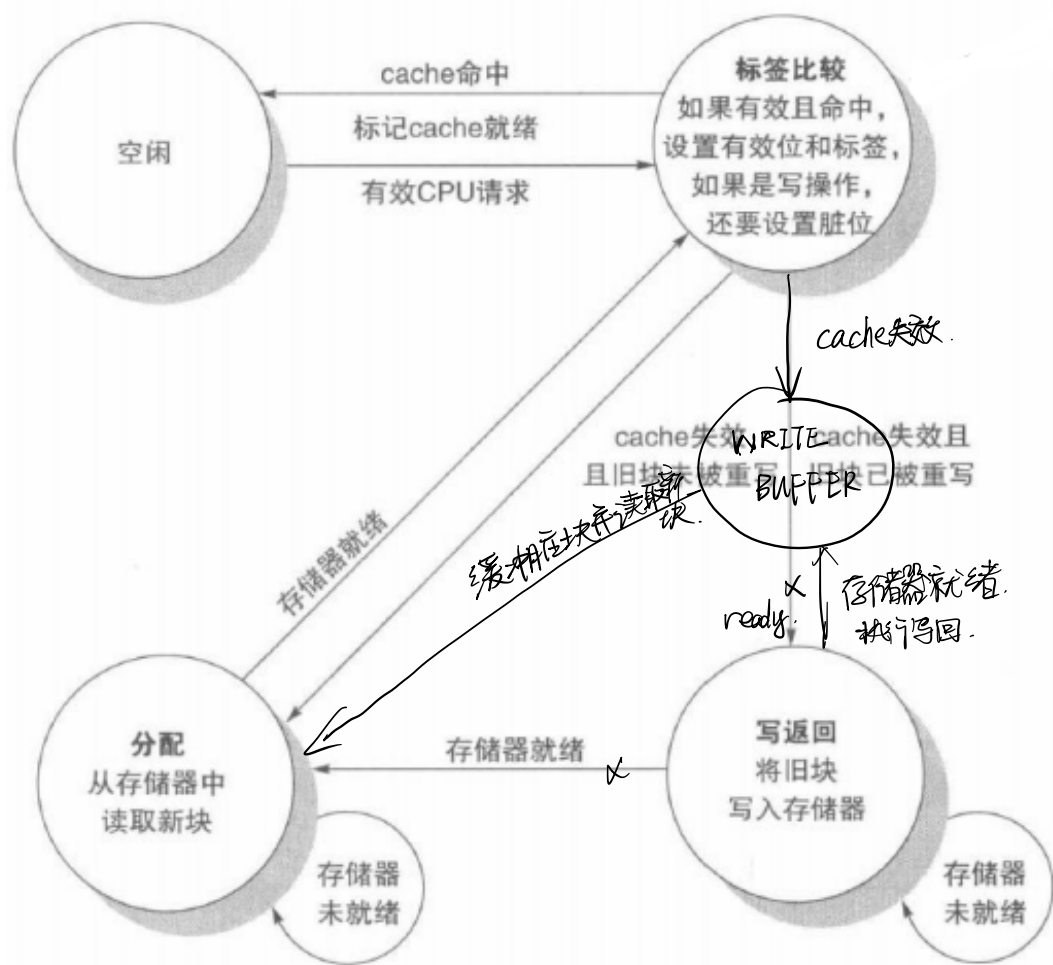 cache命中
标记cache就绪
有效CPU请求
空闲
标签比较
如果有效且命中，
设置有效位和标签，
如果是写操作，
还要设置脏位
cache失效.
cache失效
且旧块未被重写
WRITE
BUFFER
cache失效且
旧块已被重写
存储器就绪
缓冲相应块并读取新
块.
ready.
存储器就绪.
执行写回.
分配
从存储器中
读取新块
存储器就绪
写返回
将旧块
写入存储器
存储器
未就绪
存储器
未就绪